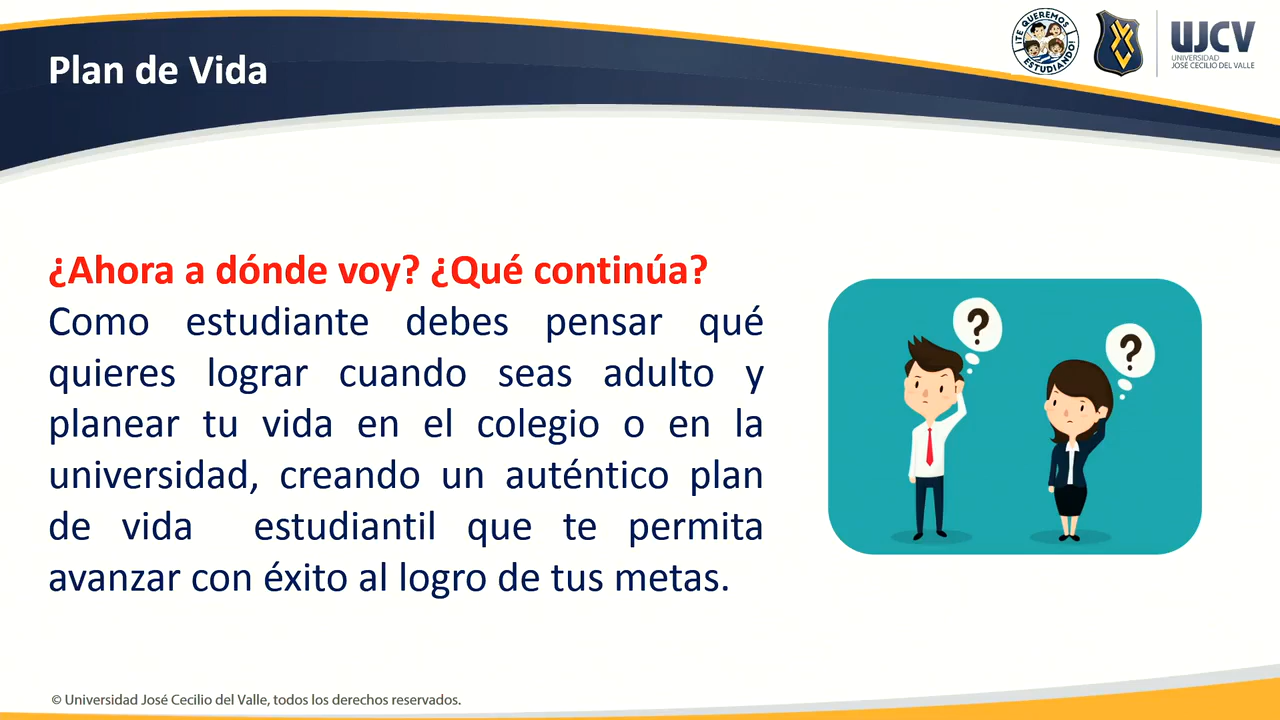 Plan de Vida
¡TE QUEREMOS
ESTUDIANDO!
UJCV
UNIVERSIDAD
JOSÉ CECILIO DEL VALLE
¿Ahora a dónde voy? ¿Qué continúa?
Como estudiante debes pensar qué
quieres lograr cuando seas adulto y
planear tu vida en el colegio o en la
universidad, creando un auténtico plan
de vida estudiantil que te permita
avanzar con éxito al logro de tus metas.
?
?
© Universidad José Cecilio del Valle, todos los derechos reservados.